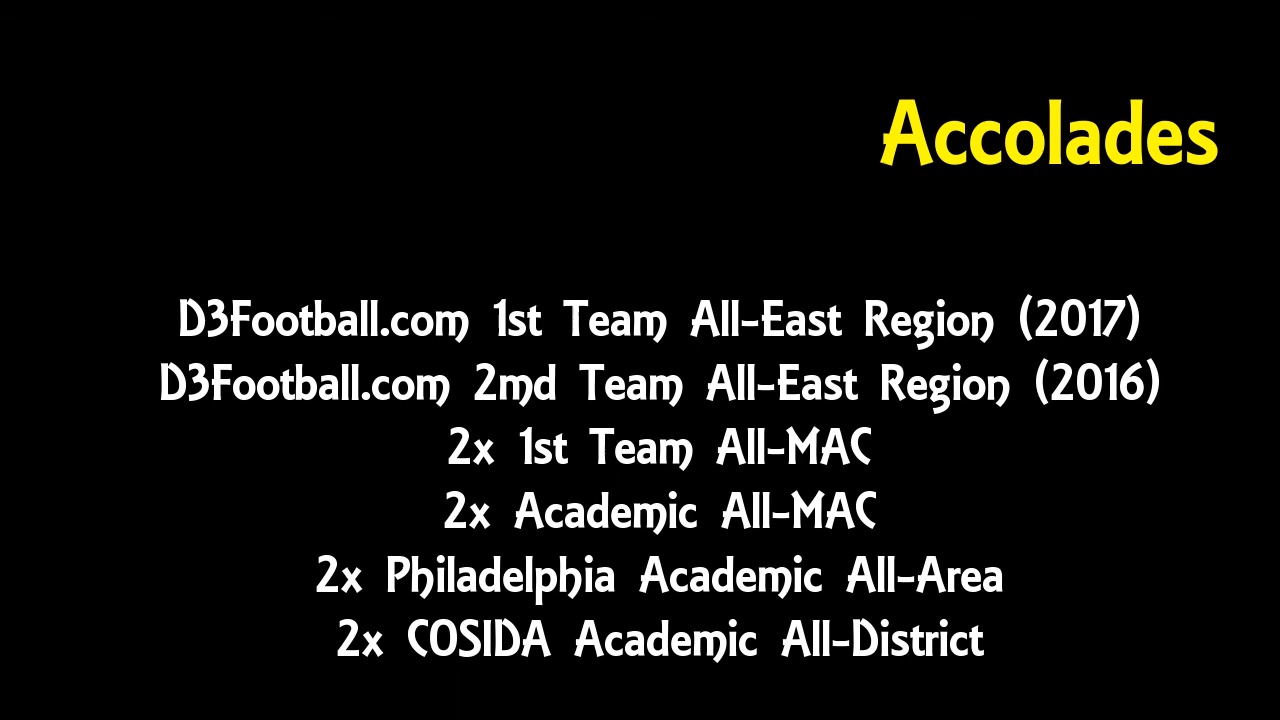 Accolades
D3Football.com 1st Team All-East Region (2017)
D3Football.com 2md Team All-East Region (2016)
2x 1st Team All-MAC
2x Academic All-MAC
2x Philadelphia Academic All-Area
2x COSIDA Academic All-District